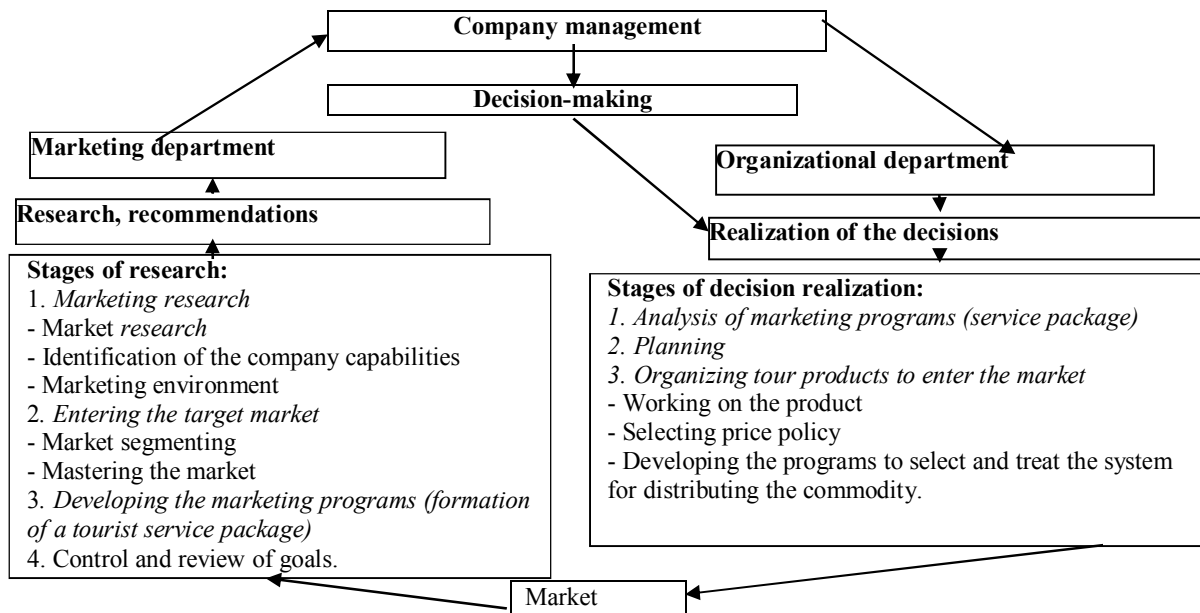 Company management
Decision-making
Marketing department
Organizational department
Research, recommendations
Realization of the decisions
Stages of research:
1. Marketing research
- Market research
- Identification of the company capabilities
- Marketing environment
2. Entering the target market
- Market segmenting
- Mastering the market
3. Developing the marketing programs (formation
of a tourist service package)
4. Control and review of goals.
Stages of decision realization:
1. Analysis of marketing programs (service package)
2. Planning
3. Organizing tour products to enter the market
- Working on the product
- Selecting price policy
- Developing the programs to select and treat the system
for distributing the commodity.
Market